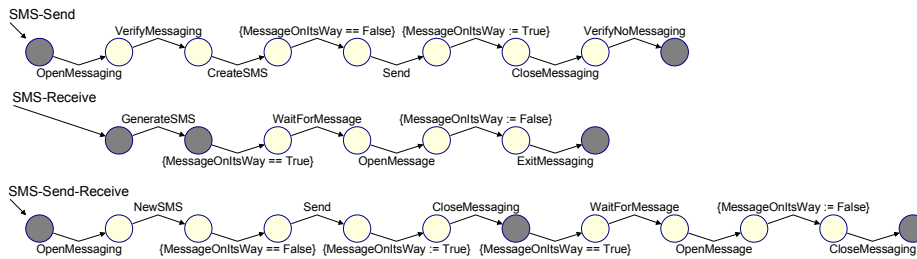 SMS-Send
VerifyMessaging {MessageOnItsWay == False} {MessageOnItsWay := True} VerifyNoMessaging
OpenMessaging CreateSMS Send CloseMessaging
SMS-Receive
GenerateSMS WaitForMessage {MessageOnItsWay := False}
{MessageOnItsWay == True} OpenMessage ExitMessaging
SMS-Send-Receive
NewSMS Send CloseMessaging WaitForMessage {MessageOnItsWay := False}
OpenMessaging {MessageOnItsWay == False} {MessageOnItsWay := True} {MessageOnItsWay == True} OpenMessage CloseMessaging